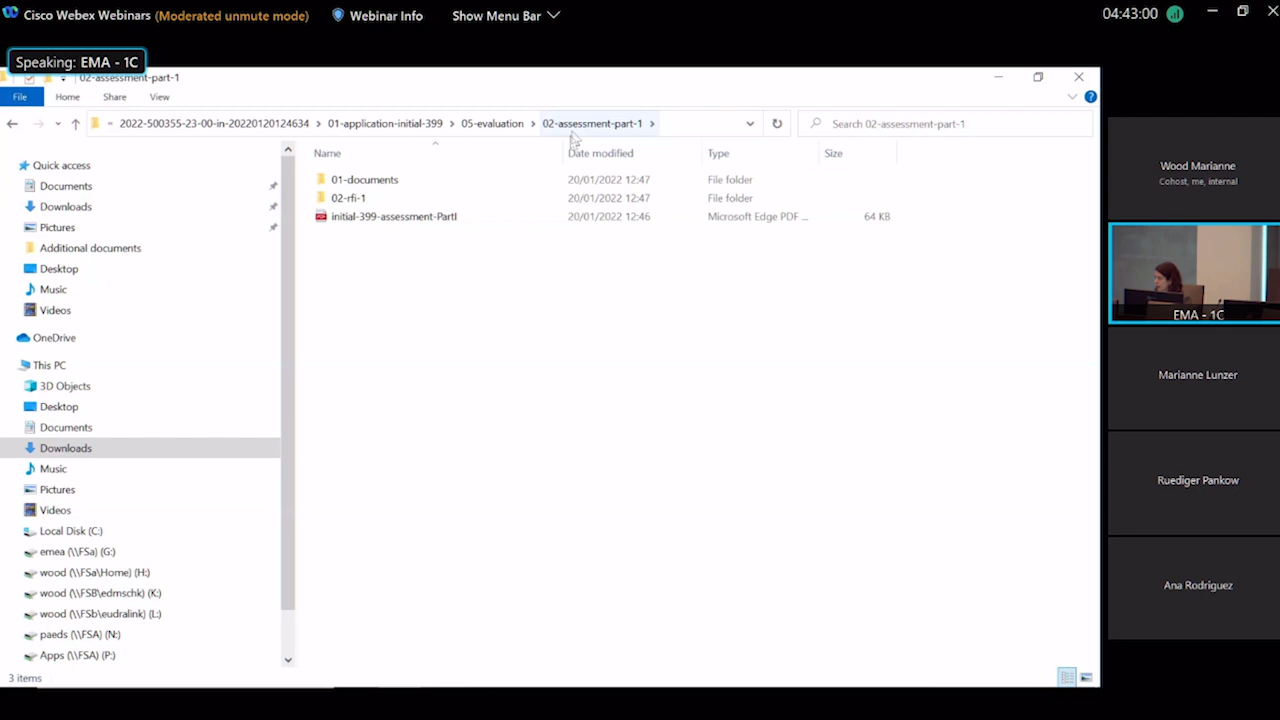 Cisco Webex Webinars (Moderated unmute mode) Webinar Info Show Menu Bar 04:43:00
Speaking: EMA - 1C
02-assessment-part-1
File Home Share View
2022-500355-23-00-in-20220120124634 01-application-initial-399 05-evaluation 02-assessment-part-1 Search 02-assessment-part-1
Name Date modified Type Size
01-documents 20/01/2022 12:47 File folder
02-rfi-1 20/01/2022 12:47 File folder
initial-399-assessment-PartI 20/01/2022 12:46 Microsoft Edge PDF ... 64 KB
Quick access
Documents
Downloads
Pictures
Additional documents
Desktop
Music
Videos
OneDrive
This PC
3D Objects
Desktop
Documents
Downloads
Music
Pictures
Videos
Local Disk (C:)
emea (\\FSa) (G:)
wood (\\FSa\Home) (H:)
wood (\\FSB\edmschk) (K:)
wood (\\FSb\eudralink) (L:)
paeds (\\FSA) (N:)
Apps (\\FSA) (P:)
3 items
Wood Marianne
Cohost, me, internal
EMA - 1C
Marianne Lunzer
Ruediger Pankow
Ana Rodriguez